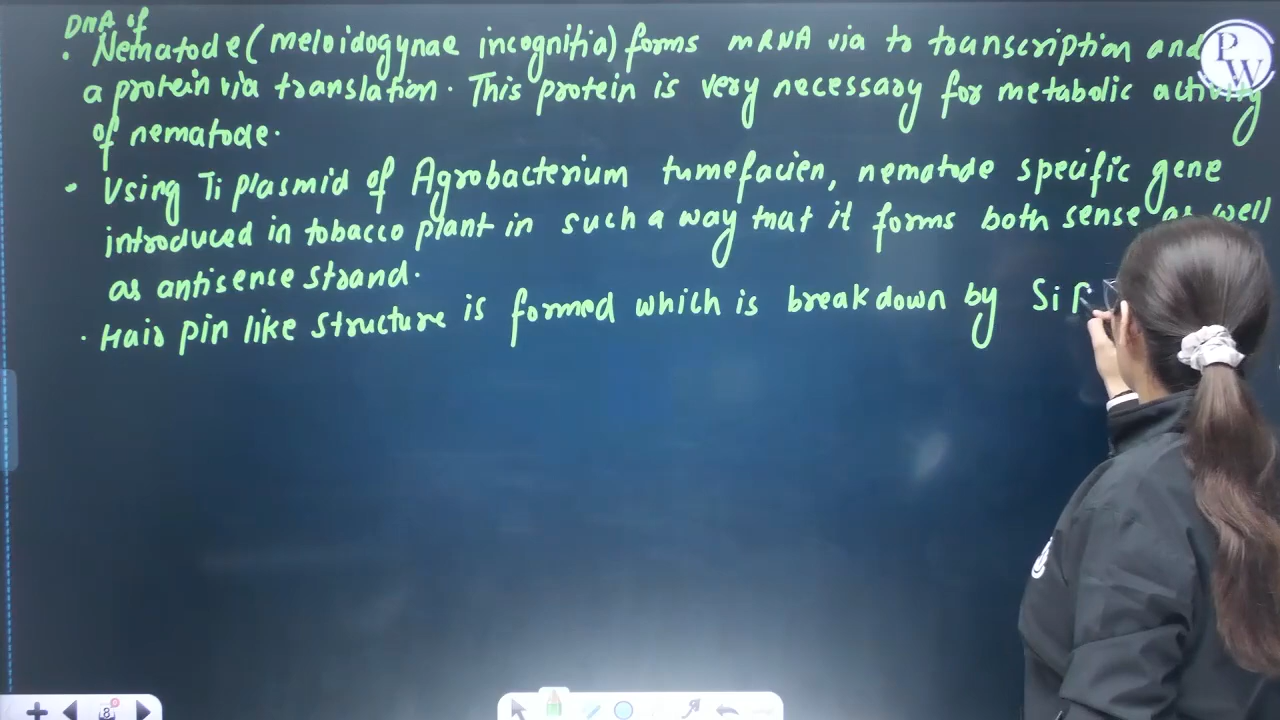 DNA of
. Nematode (meloidogynae incognitia) forms mRNA via to transcription and
a protein via translation. This protein is very necessary for metabolic activity
of nematode.
• Using Ti plasmid of Agrobacterium tumefacien, nematode specific gene
introduced in tobacco plant in such a way that it forms both sense as well
as antisense strand.
. Hair pin like structure is formed which is breakdown by Si
PW
8